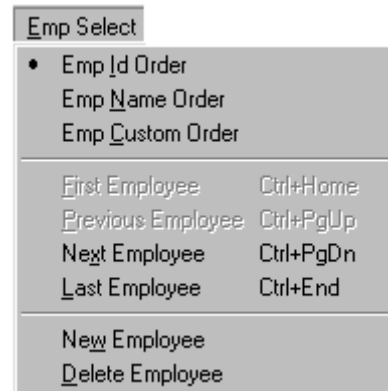 Emp Select
• Emp Id Order
Emp Name Order
Emp Custom Order
First Employee Ctrl+Home
Previous Employee Ctrl+PgUp
Next Employee Ctrl+PgDn
Last Employee Ctrl+End
New Employee
Delete Employee